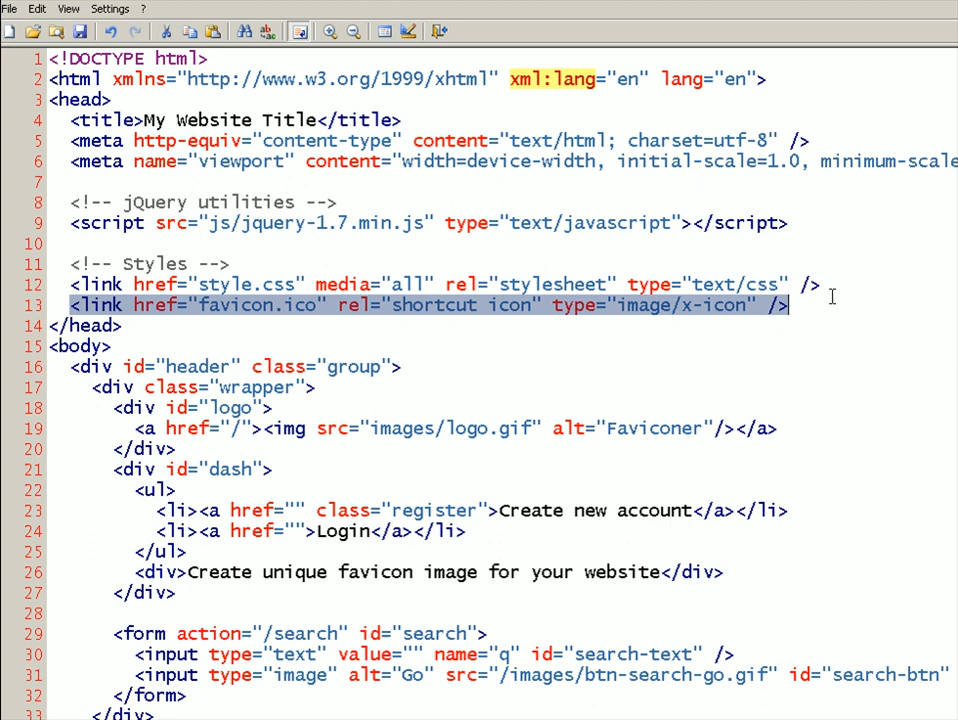 File Edit View Settings ?
1 <!DOCTYPE html>
2 <html xmlns="http://www.w3.org/1999/xhtml" xml:lang="en" lang="en">
3 <head>
4 <title>My Website Title</title>
5 <meta http-equiv="content-type" content="text/html; charset=utf-8" />
6 <meta name="viewport" content="width=device-width, initial-scale=1.0, minimum-scale
7
8 <!-- jQuery utilities -->
9 <script src="js/jquery-1.7.min.js" type="text/javascript"></script>
10
11 <!-- Styles -->
12 <link href="style.css" media="all" rel="stylesheet" type="text/css" />
13 <link href="favicon.ico" rel="shortcut icon" type="image/x-icon" />
14 </head>
15 <body>
16 <div id="header" class="group">
17 <div class="wrapper">
18 <div id="logo">
19 <a href="/"><img src="images/logo.gif" alt="Faviconer"/></a>
20 </div>
21 <div id="dash">
22 <ul>
23 <li><a href="" class="register">Create new account</a></li>
24 <li><a href="">Login</a></li>
25 </ul>
26 <div>Create unique favicon image for your website</div>
27 </div>
28
29 <form action="/search" id="search">
30 <input type="text" value="" name="q" id="search-text" />
31 <input type="image" alt="Go" src="/images/btn-search-go.gif" id="search-btn"
32 </form>
33 </div>